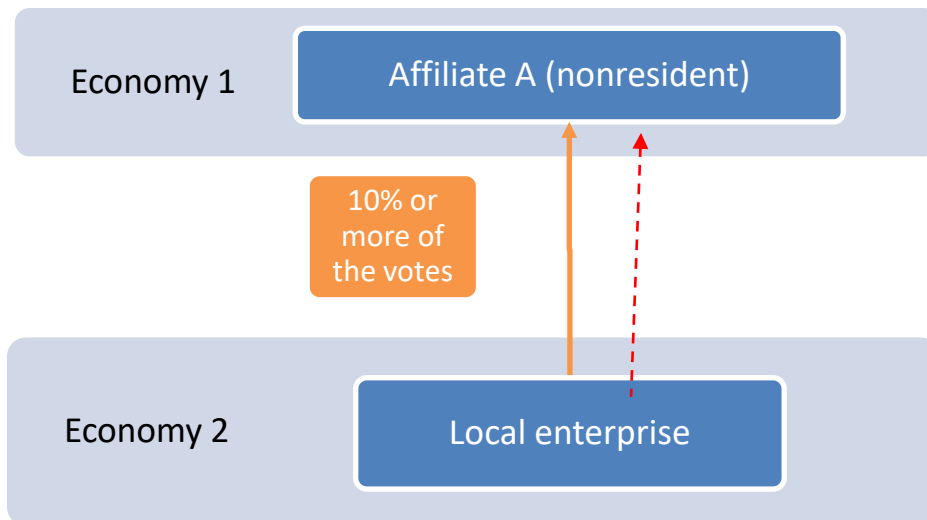 Economy 1
Affiliate A (nonresident)
10% or
more of
the votes
Economy 2
Local enterprise